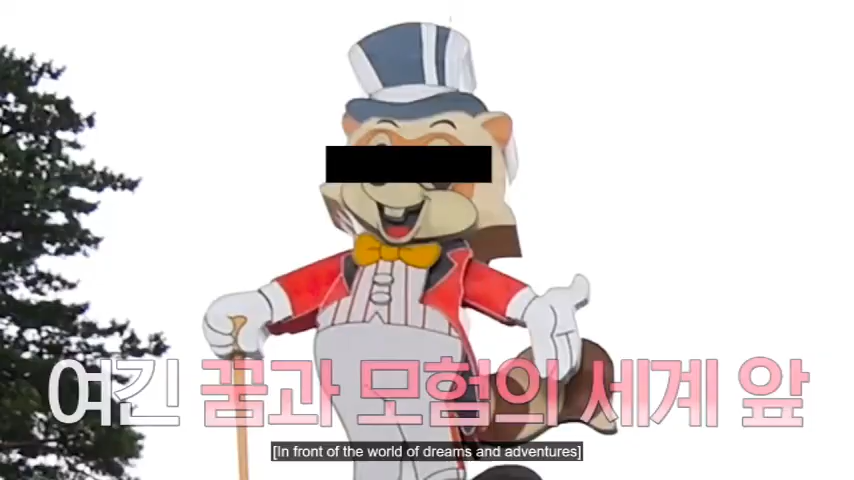 여긴 꿈과 모험의 세계 앞
[In front of the world of dreams and adventures]